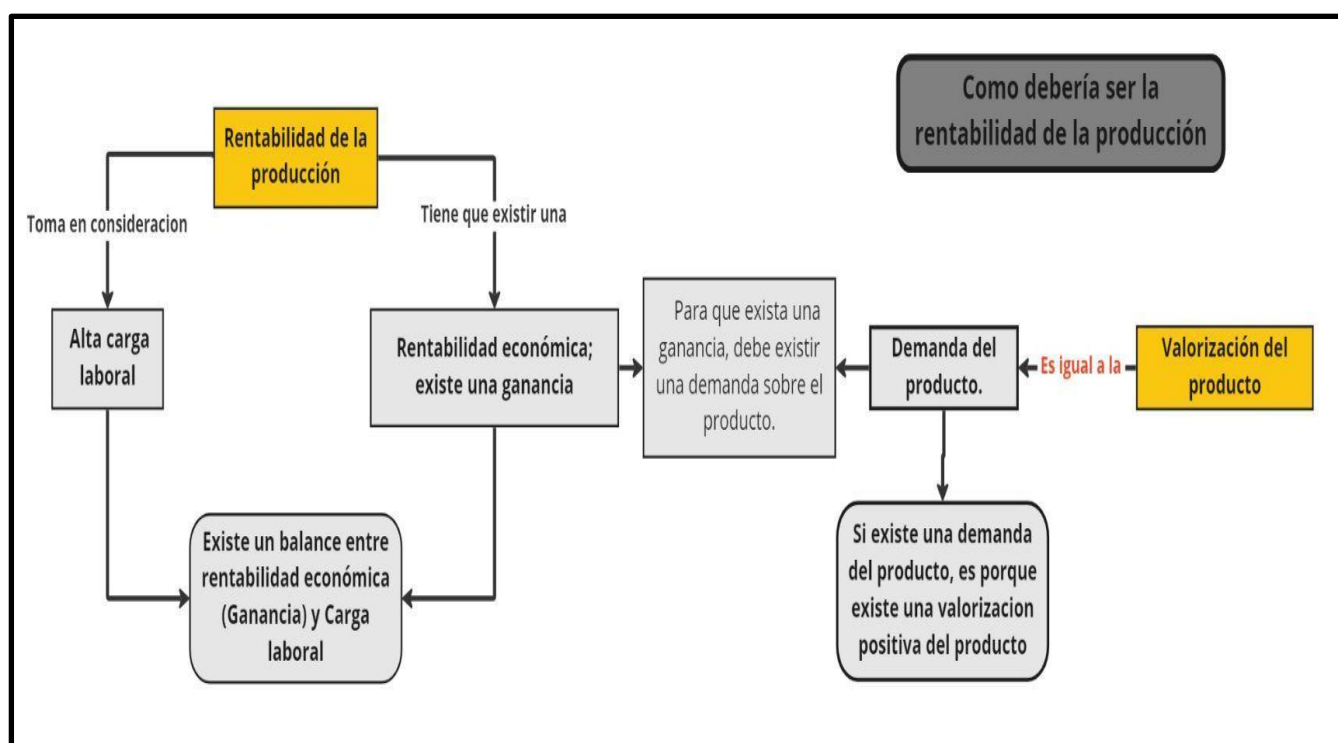 Como debería ser la
rentabilidad de la producción
Rentabilidad de la
producción
Toma en consideracion
Tiene que existir una
Alta carga
laboral
Rentabilidad económica;
existe una ganancia
Para que exista una
ganancia, debe existir
una demanda sobre el
producto.
Demanda del
producto.
Es igual a la
Valorización del
producto
Existe un balance entre
rentabilidad económica
(Ganancia) y Carga
laboral
Si existe una demanda
del producto, es porque
existe una valorizacion
positiva del producto